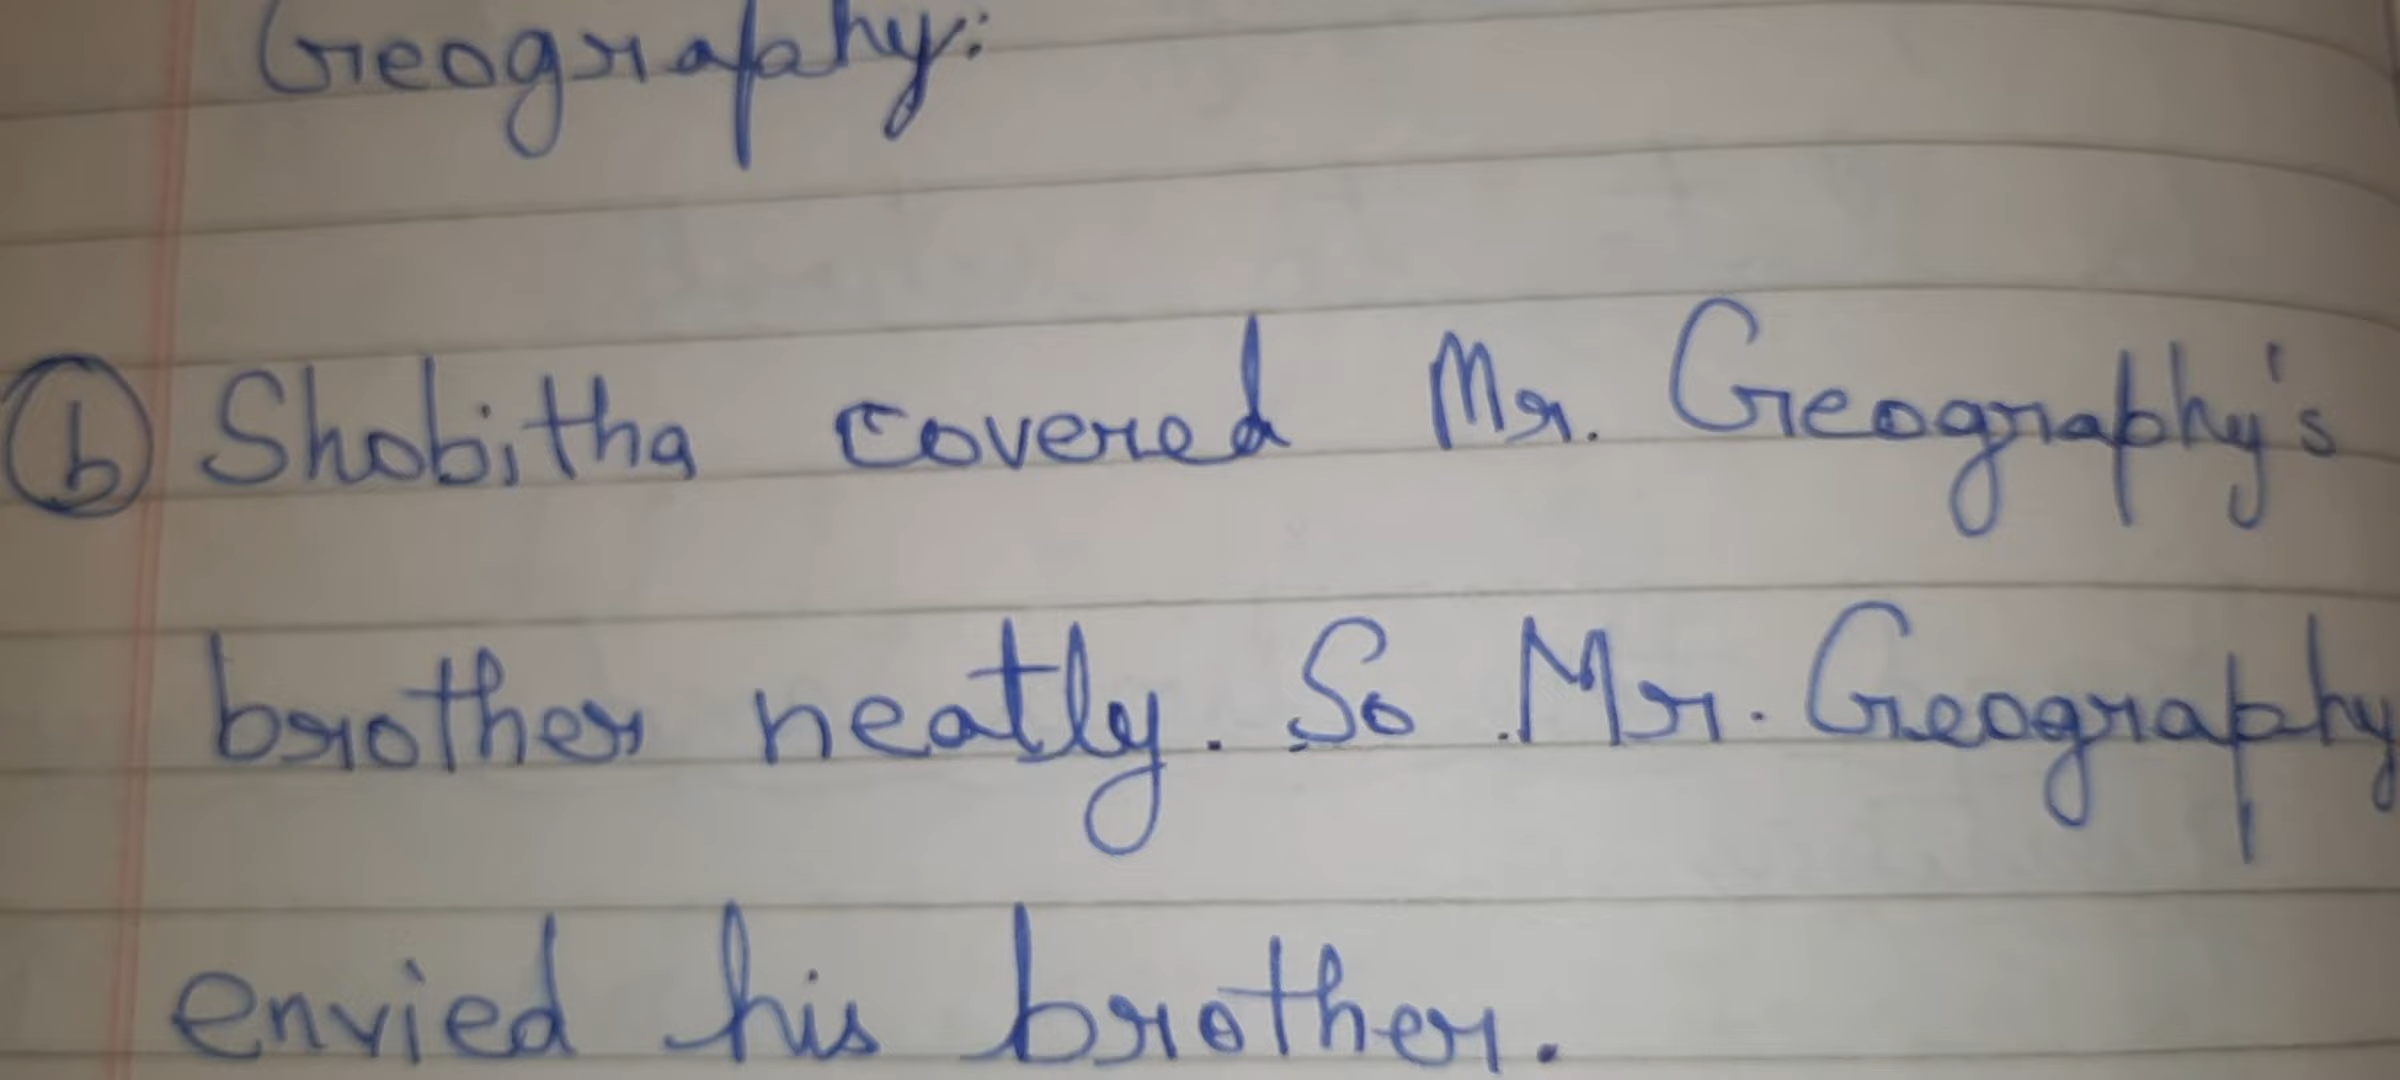 Geography:
b Shobitha covered Mr. Geography's
brother neatly. So Mr. Geography
envied his brother.